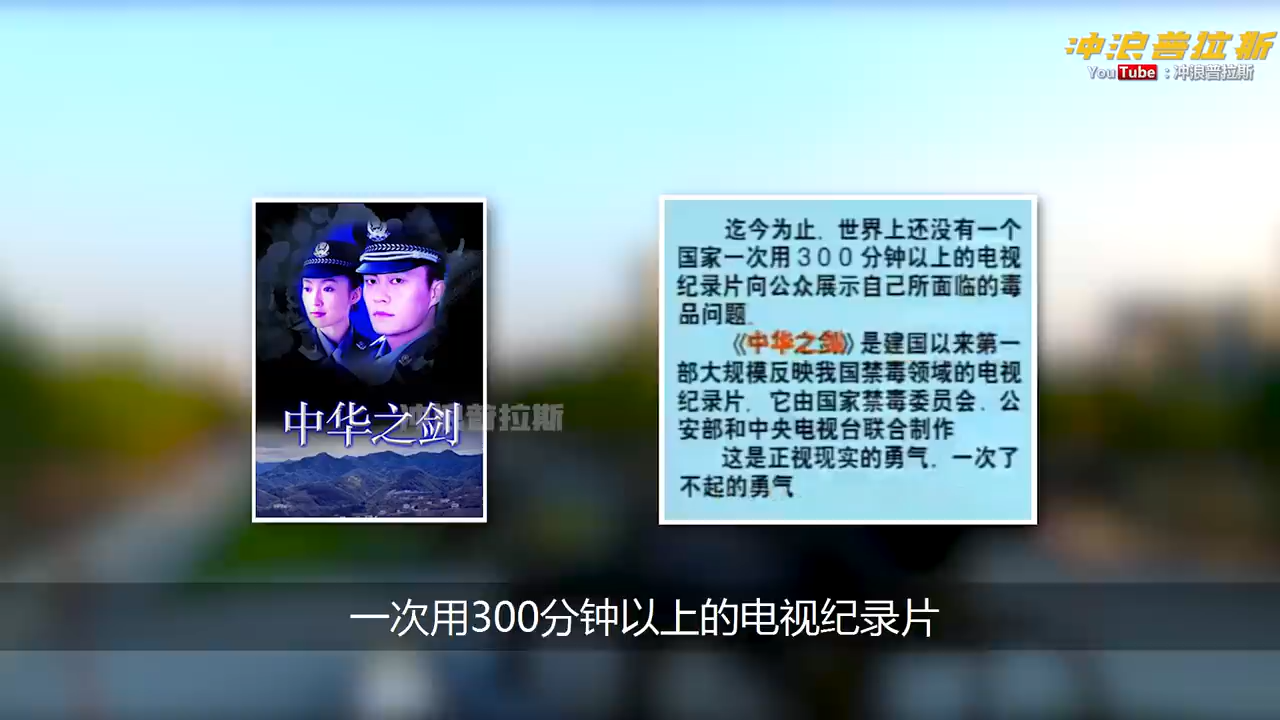 冲浪普拉斯
YouTube：冲浪普拉斯
中华之剑
冲浪普拉斯
迄今为止，世界上还没有一个
国家一次用300分钟以上的电视
纪录片向公众展示自己所面临的毒
品问题。
《中华之剑》是建国以来第一
部大规模反映我国禁毒领域的电视
纪录片，它由国家禁毒委员会、公
安部和中央电视台联合制作
这是正视现实的勇气，一次了
不起的勇气
一次用300分钟以上的电视纪录片